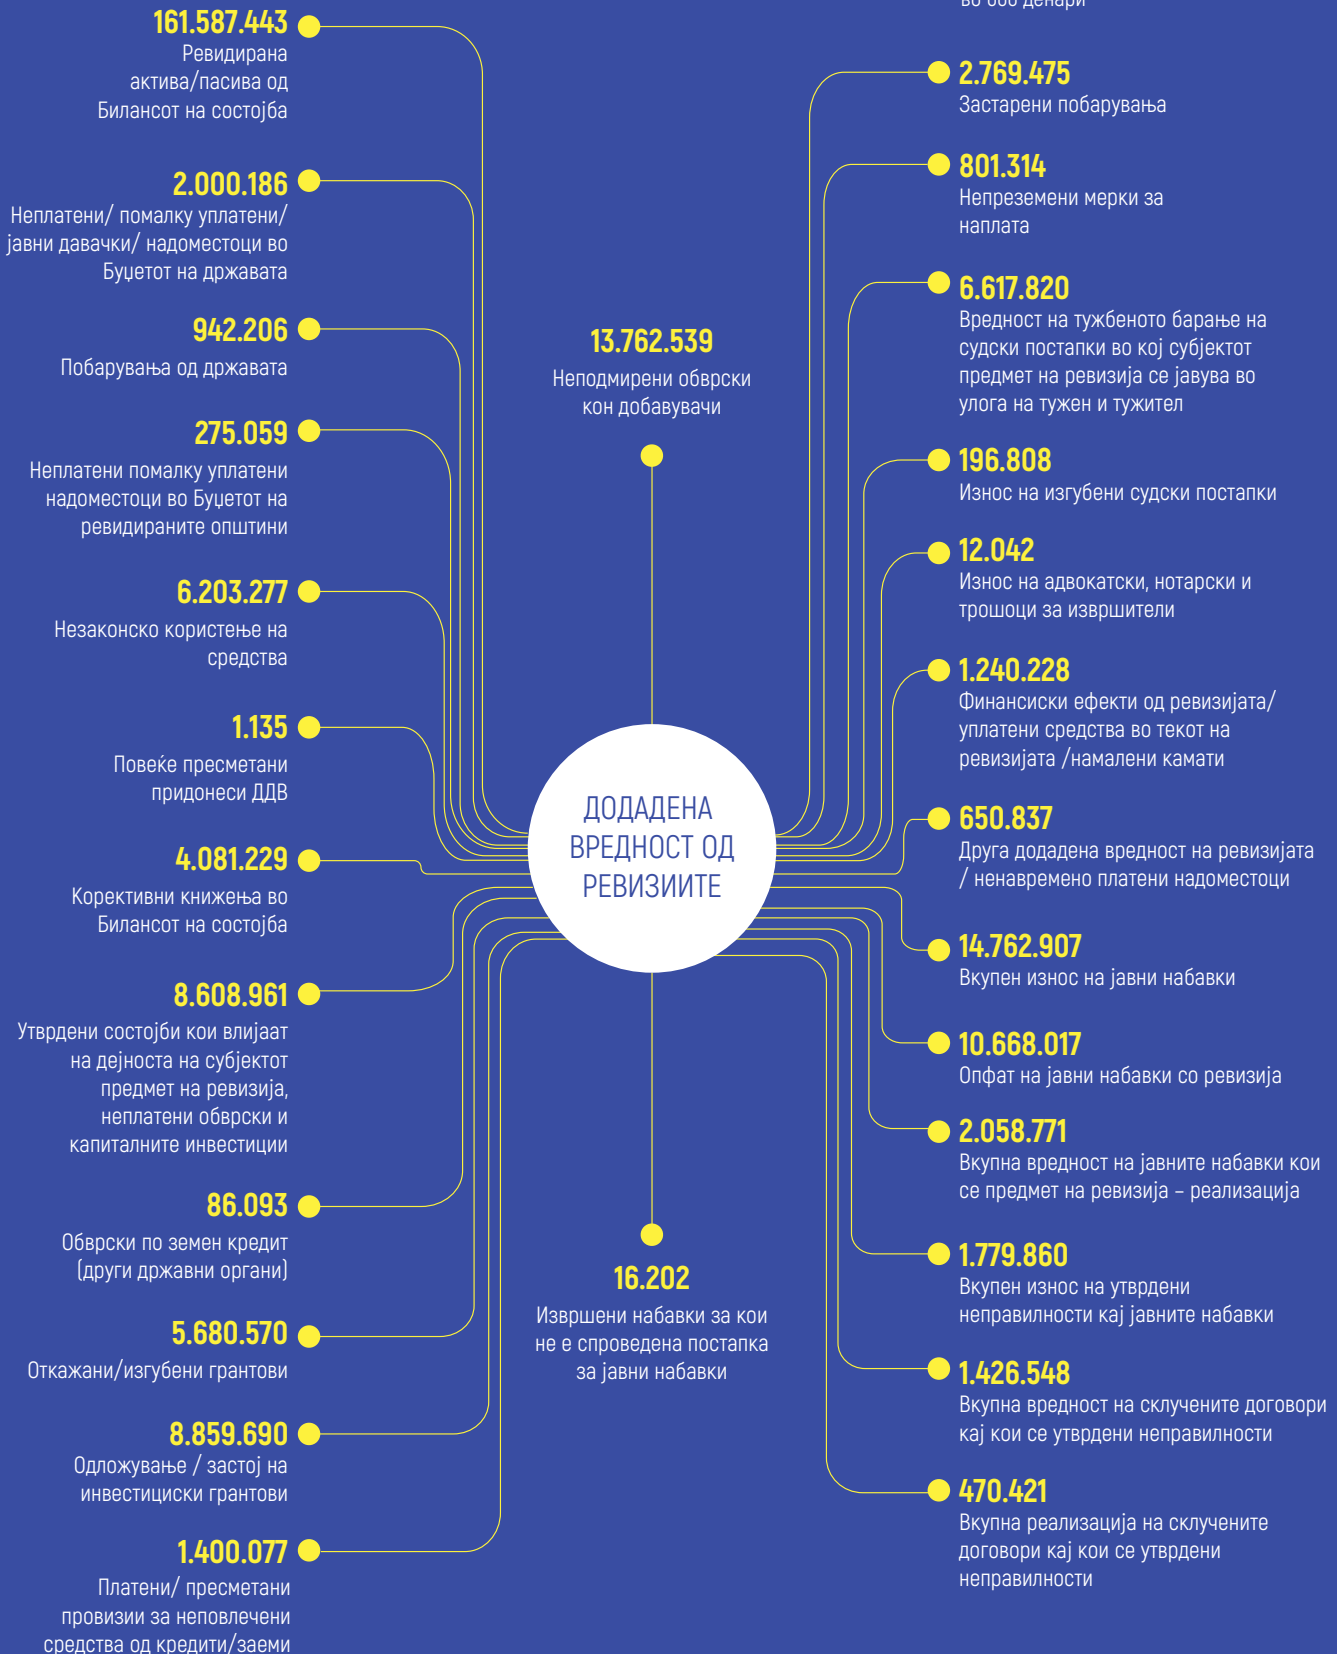 во 000 денари
161.587.443
Ревидирана
актива/пасива од
Билансот на состојба
2.000.186
Неплатени/ помалку уплатени/
јавни давачки/ надоместоци во
Буџетот на државата
942.206
Побарувања од државата
275.059
Неплатени помалку уплатени
надоместоци во Буџетот на
ревидираните општини
6.203.277
Незаконско користење на
средства
1.135
Повеќе пресметани
придонеси ДДВ
4.081.229
Корективни книжења во
Билансот на состојба
8.608.961
Утврдени состојби кои влијаат
на дејноста на субјектот
предмет на ревизија,
неплатени обврски и
капиталните инвестиции
86.093
Обврски по земен кредит
(други државни органи)
5.680.570
Откажани/изгубени грантови
8.859.690
Одложување / застој на
инвестициски грантови
1.400.077
Платени/ пресметани
провизии за неповлечени
средства од кредити/заеми
13.762.539
Неподмирени обврски
кон добавувачи
ДОДАДЕНА
ВРЕДНОСТ ОД
РЕВИЗИИТЕ
16.202
Извршени набавки за кои
не е спроведена постапка
за јавни набавки
2.769.475
Застарени побарувања
801.314
Непреземени мерки за
наплата
6.617.820
Вредност на тужбеното барање на
судски постапки во кој субјектот
предмет на ревизија се јавува во
улога на тужен и тужител
196.808
Износ на изгубени судски постапки
12.042
Износ на адвокатски, нотарски и
трошоци за извршители
1.240.228
Финансиски ефекти од ревизијата/
уплатени средства во текот на
ревизијата /намалени камати
650.837
Друга додадена вредност на ревизијата
/ ненавремено платени надоместоци
14.762.907
Вкупен износ на јавни набавки
10.668.017
Опфат на јавни набавки со ревизија
2.058.771
Вкупна вредност на јавните набавки кои
се предмет на ревизија – реализација
1.779.860
Вкупен износ на утврдени
неправилности кај јавните набавки
1.426.548
Вкупна вредност на склучените договори
кај кои се утврдени неправилности
470.421
Вкупна реализација на склучените
договори кај кои се утврдени
неправилности